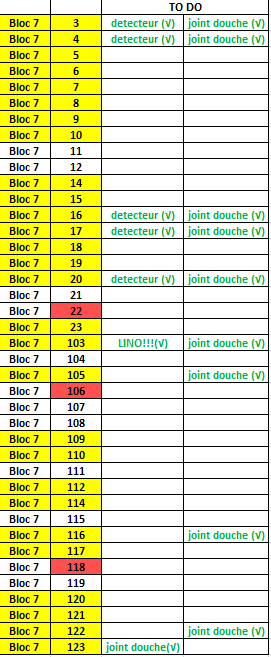 TO DO
Bloc 7 3 detecteur (√) joint douche (√)
Bloc 7 4 detecteur (√) joint douche (√)
Bloc 7 5
Bloc 7 6
Bloc 7 7
Bloc 7 8
Bloc 7 9
Bloc 7 10
Bloc 7 11
Bloc 7 12
Bloc 7 14
Bloc 7 15
Bloc 7 16 detecteur (√) joint douche (√)
Bloc 7 17 detecteur (√) joint douche (√)
Bloc 7 18
Bloc 7 19
Bloc 7 20 detecteur (√) joint douche (√)
Bloc 7 21
Bloc 7 22
Bloc 7 23
Bloc 7 103 LINO!!!(√) joint douche (√)
Bloc 7 104
Bloc 7 105 joint douche (√)
Bloc 7 106
Bloc 7 107
Bloc 7 108
Bloc 7 109
Bloc 7 110
Bloc 7 111
Bloc 7 112
Bloc 7 114
Bloc 7 115
Bloc 7 116 joint douche (√)
Bloc 7 117
Bloc 7 118
Bloc 7 119
Bloc 7 120
Bloc 7 121
Bloc 7 122 joint douche (√)
Bloc 7 123 joint douche(√)